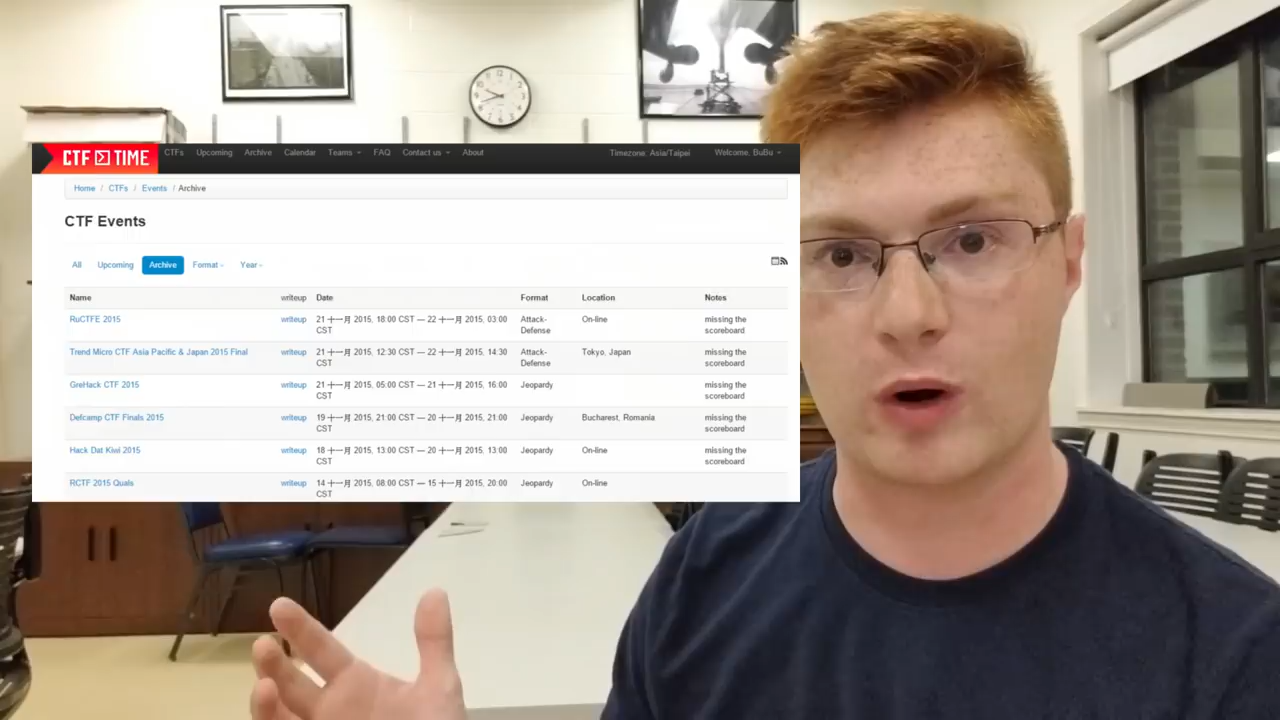 CTF TIME CTFs Upcoming Archive Calendar Teams FAQ Contact us About Timezone: Asia/Taipei Welcome, BuBu
Home / CTFs / Events / Archive
CTF Events
All Upcoming Archive Format Year
Name writeup Date Format Location Notes
RuCTFE 2015 writeup 21 十一月 2015, 18:00 CST — 22 十一月 2015, 03:00 Attack- On-line missing the
CST Defense scoreboard
Trend Micro CTF Asia Pacific & Japan 2015 Final writeup 21 十一月 2015, 12:30 CST — 22 十一月 2015, 14:30 Attack- Tokyo, Japan missing the
CST Defense scoreboard
GreHack CTF 2015 writeup 21 十一月 2015, 05:00 CST — 21 十一月 2015, 16:00 Jeopardy missing the
CST scoreboard
Defcamp CTF Finals 2015 writeup 19 十一月 2015, 21:00 CST — 20 十一月 2015, 21:00 Jeopardy Bucharest, Romania missing the
CST scoreboard
Hack Dat Kiwi 2015 writeup 18 十一月 2015, 13:00 CST — 20 十一月 2015, 13:00 Jeopardy On-line missing the
CST scoreboard
RCTF 2015 Quals writeup 14 十一月 2015, 08:00 CST — 15 十一月 2015, 20:00 Jeopardy On-line
CST